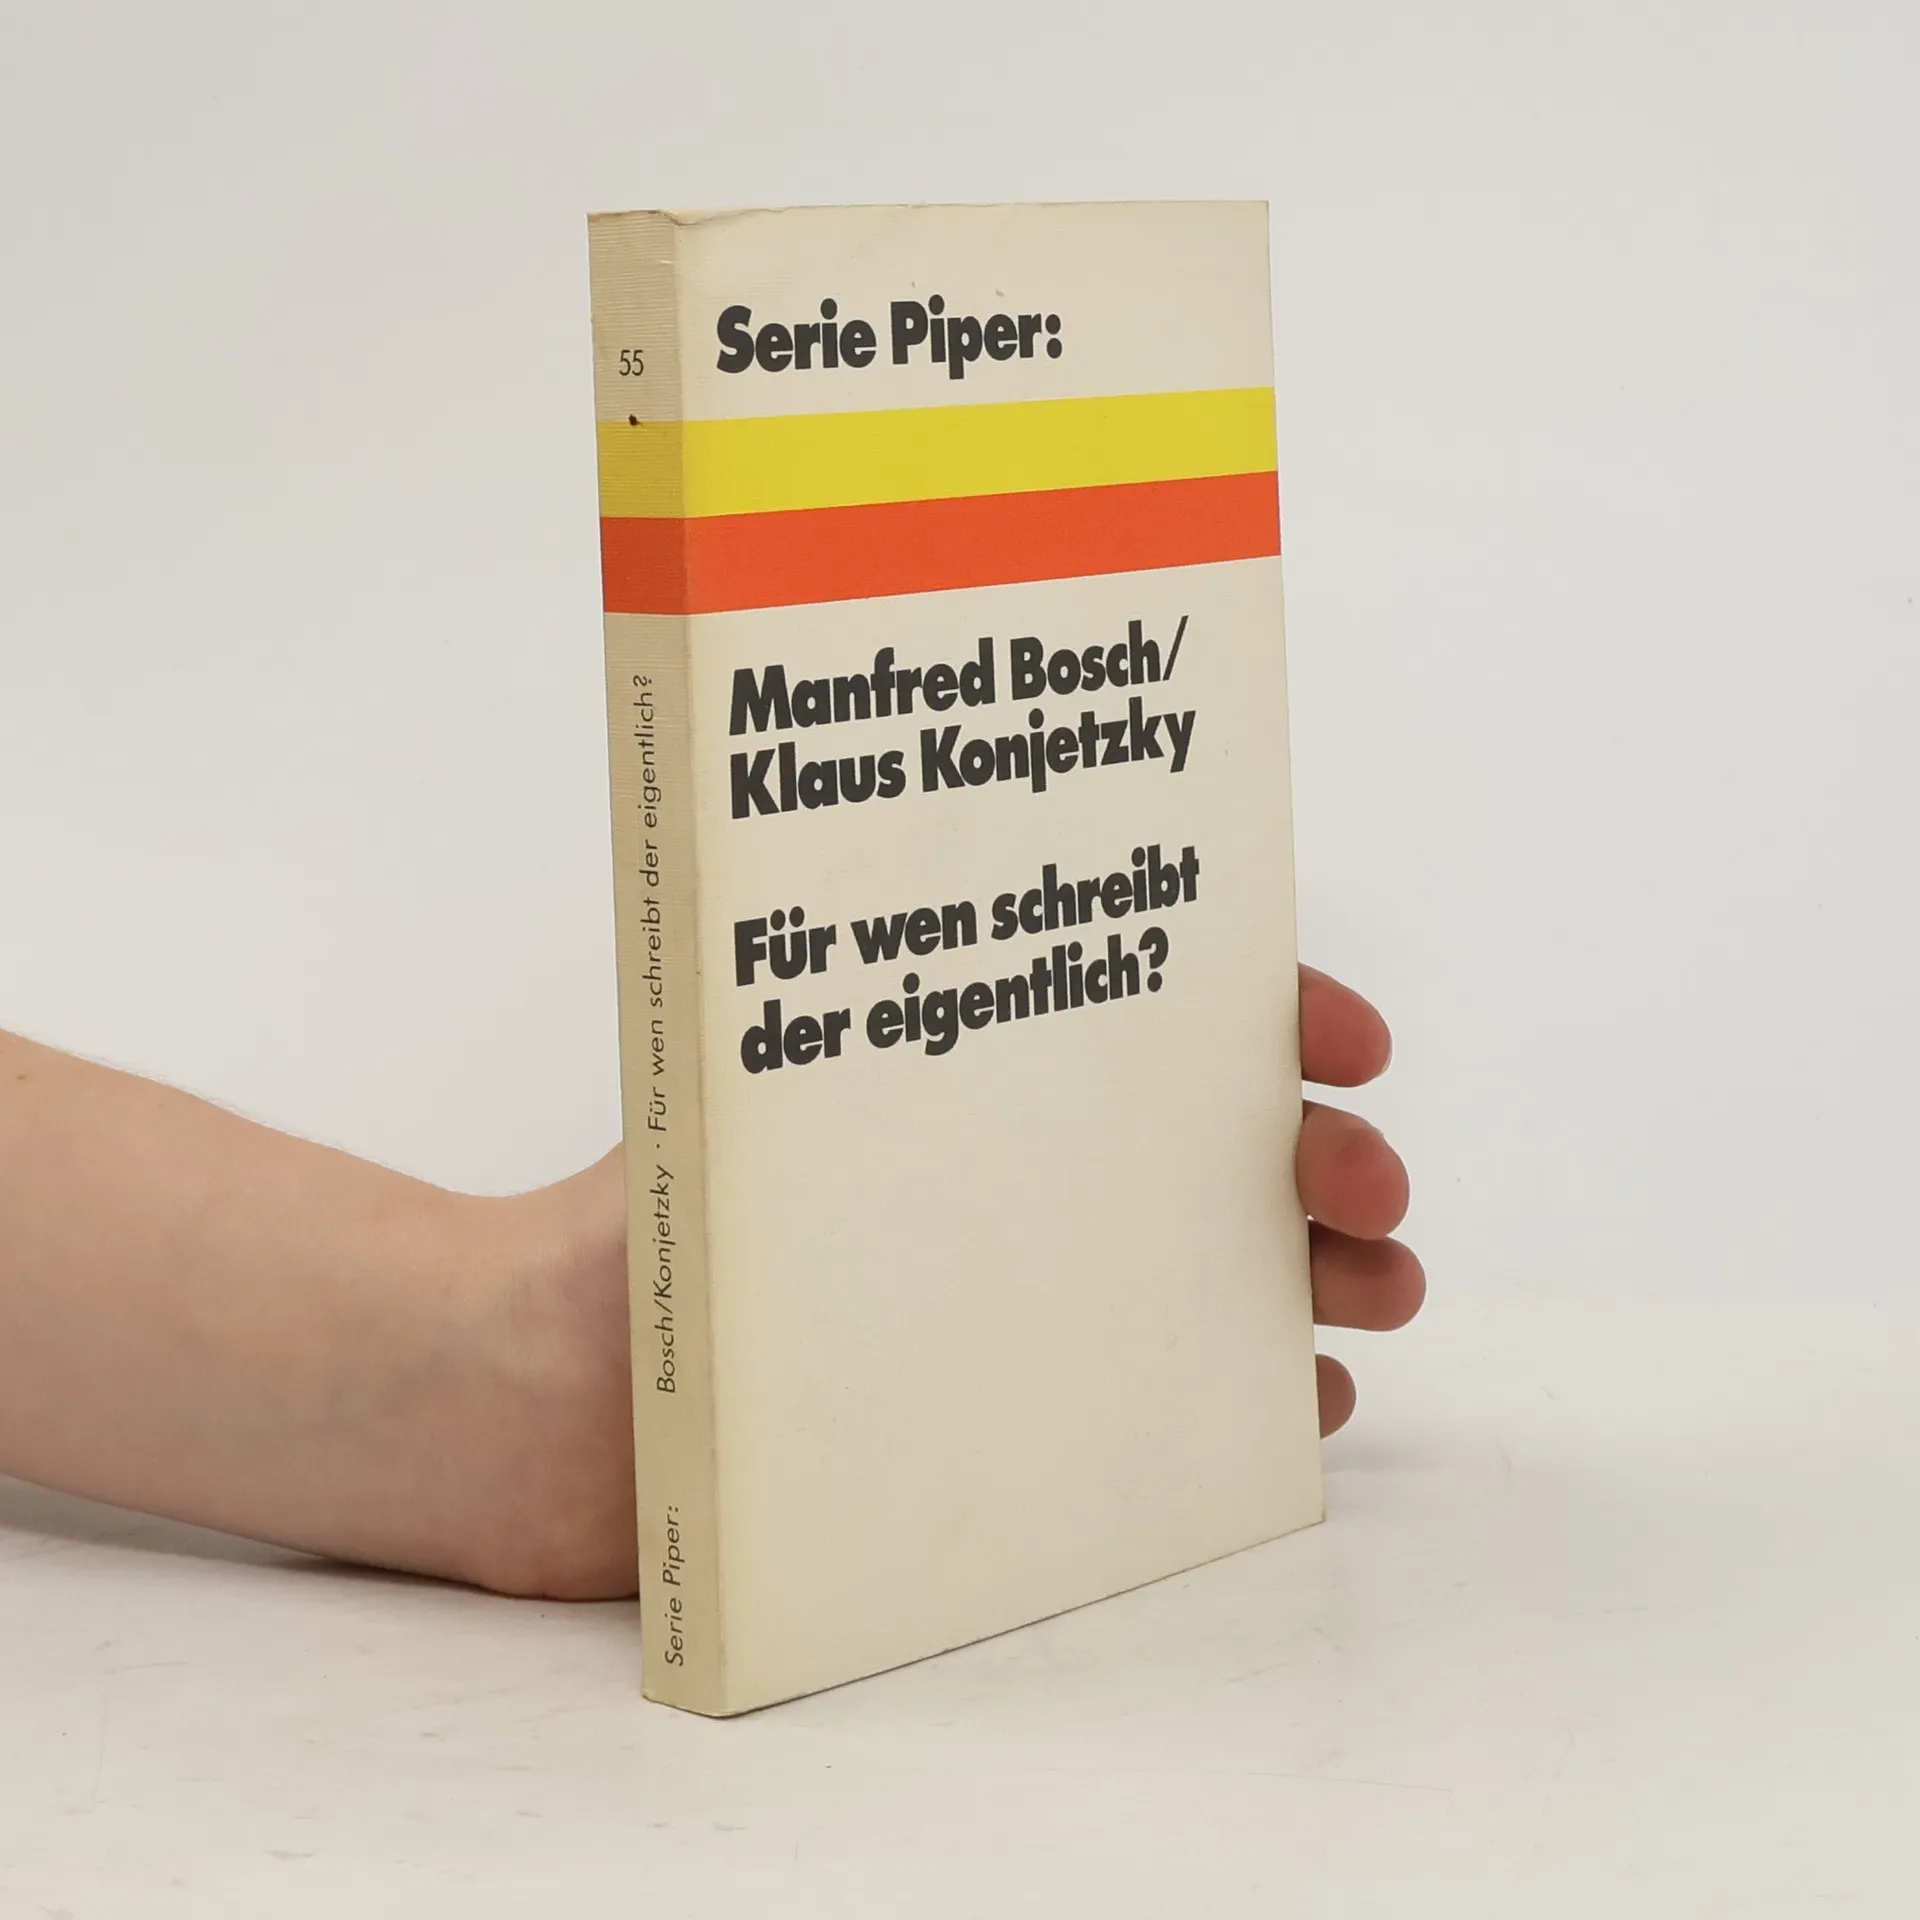 Serie Piper:
Manfred Bosch/
Klaus Konjetzky
Für wen schreibt
der eigentlich?
55
Serie Piper: Bosch/Konjetzky · Für wen schreibt der eigentlich?